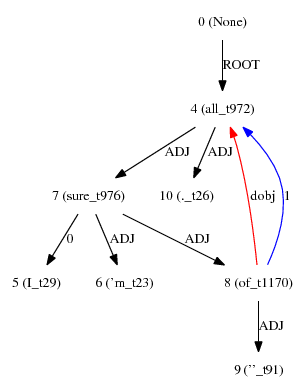 0 (None)
ROOT
4 (all_t972)
ADJ ADJ
7 (sure_t976) 10 (._t26) dobj 1
0 ADJ ADJ
5 (I_t29) 6 ('m_t23) 8 (of_t1170)
ADJ
9 (''_t91)